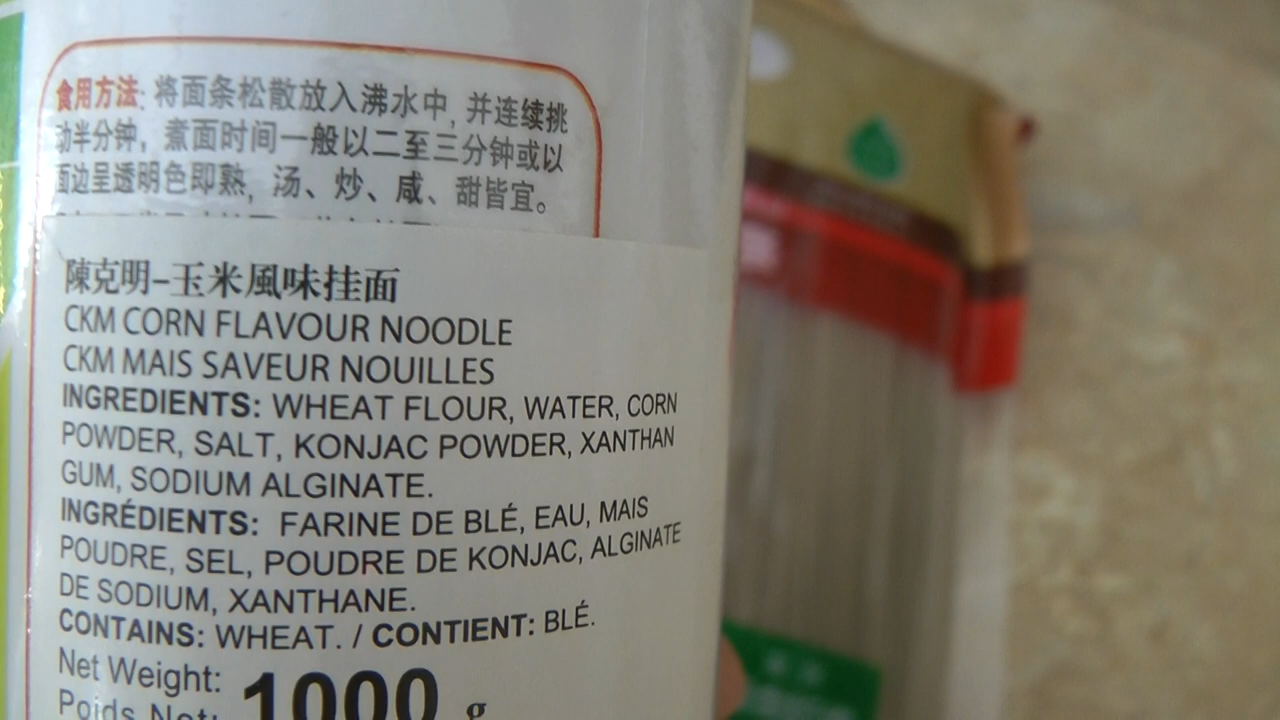 食用方法: 将面条松散放入沸水中, 并连续挑
动半分钟, 煮面时间一般以二至三分钟或以
面边呈透明色即熟, 汤、炒、咸、甜皆宜。
陳克明-玉米風味挂面
CKM CORN FLAVOUR NOODLE
CKM MAIS SAVEUR NOUILLES
INGREDIENTS: WHEAT FLOUR, WATER, CORN
POWDER, SALT, KONJAC POWDER, XANTHAN
GUM, SODIUM ALGINATE.
INGRÉDIENTS: FARINE DE BLÉ, EAU, MAIS
POUDRE, SEL, POUDRE DE KONJAC, ALGINATE
DE SODIUM, XANTHANE.
CONTAINS: WHEAT. / CONTIENT: BLÉ.
Net Weight:
Poids Net: 1000 g